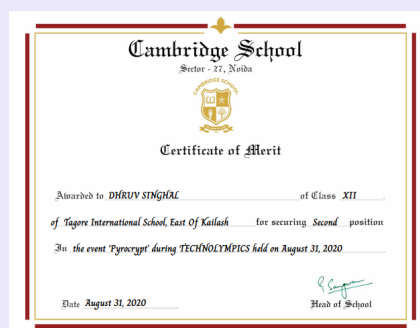 Cambridge School
Sector - 27, Noida
CAMBRIDGE SCHOOL
Certificate of Merit
Awarded to DHRUV SINGHAL of Class XII
of Tagore International School, East Of Kailash for securing Second position
In the event 'Pyrocrypt' during TECHNOLYMPICS held on August 31, 2020
Date August 31, 2020 Head of School